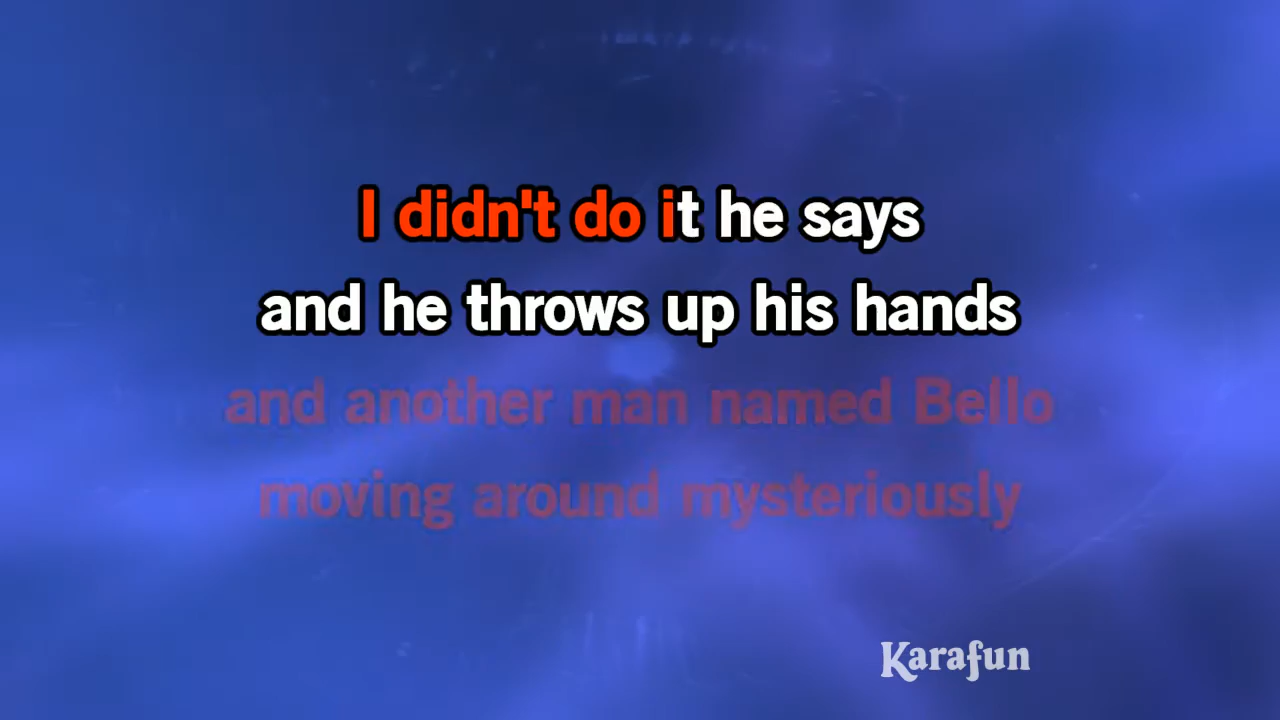 I didn't do it he says
and he throws up his hands
and another man named Bello
moving around mysteriously
Karafun